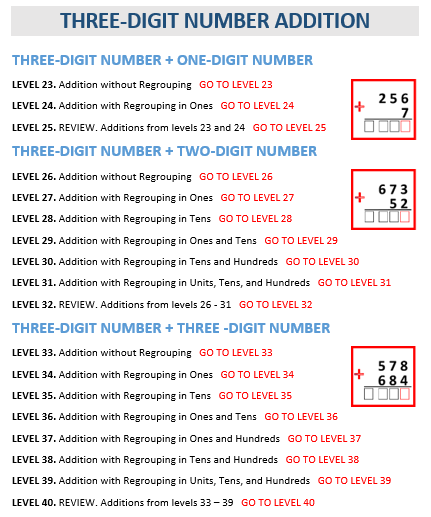 THREE-DIGIT NUMBER ADDITION
THREE-DIGIT NUMBER + ONE-DIGIT NUMBER
LEVEL 23. Addition without Regrouping GO TO LEVEL 23
LEVEL 24. Addition with Regrouping in Ones GO TO LEVEL 24
LEVEL 25. REVIEW. Additions from levels 23 and 24 GO TO LEVEL 25
256
+ 7
THREE-DIGIT NUMBER + TWO-DIGIT NUMBER
LEVEL 26. Addition without Regrouping GO TO LEVEL 26
LEVEL 27. Addition with Regrouping in Ones GO TO LEVEL 27
LEVEL 28. Addition with Regrouping in Tens GO TO LEVEL 28
LEVEL 29. Addition with Regrouping in Ones and Tens GO TO LEVEL 29
LEVEL 30. Addition with Regrouping in Tens and Hundreds GO TO LEVEL 30
LEVEL 31. Addition with Regrouping in Units, Tens, and Hundreds GO TO LEVEL 31
LEVEL 32. REVIEW. Additions from levels 26 - 31 GO TO LEVEL 32
673
+ 52
THREE-DIGIT NUMBER + THREE -DIGIT NUMBER
LEVEL 33. Addition without Regrouping GO TO LEVEL 33
LEVEL 34. Addition with Regrouping in Ones GO TO LEVEL 34
LEVEL 35. Addition with Regrouping in Tens GO TO LEVEL 35
LEVEL 36. Addition with Regrouping in Ones and Tens GO TO LEVEL 36
LEVEL 37. Addition with Regrouping in Ones and Hundreds GO TO LEVEL 37
LEVEL 38. Addition with Regrouping in Tens and Hundreds GO TO LEVEL 38
LEVEL 39. Addition with Regrouping in Units, Tens, and Hundreds GO TO LEVEL 39
LEVEL 40. REVIEW. Additions from levels 33 – 39 GO TO LEVEL 40
578
+ 684